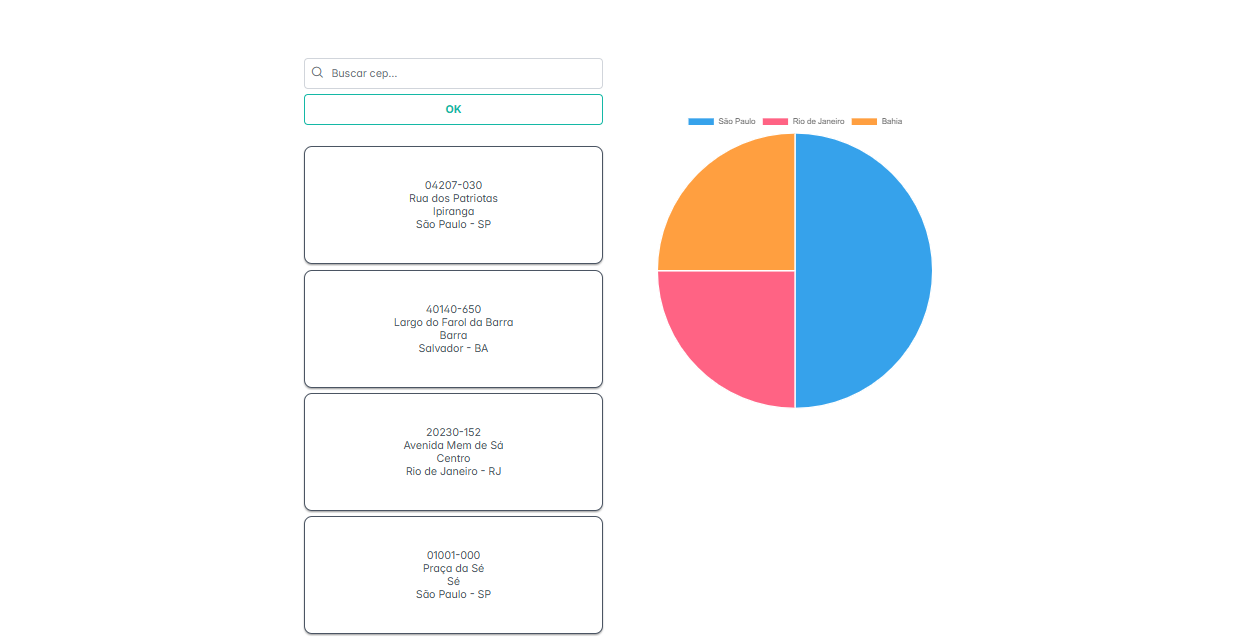 Buscar cep...
OK
04207-030
Rua dos Patriotas
Ipiranga
São Paulo - SP
40140-650
Largo do Farol da Barra
Barra
Salvador - BA
20230-152
Avenida Mem de Sá
Centro
Rio de Janeiro - RJ
01001-000
Praça da Sé
Sé
São Paulo - SP
São Paulo Rio de Janeiro Bahia